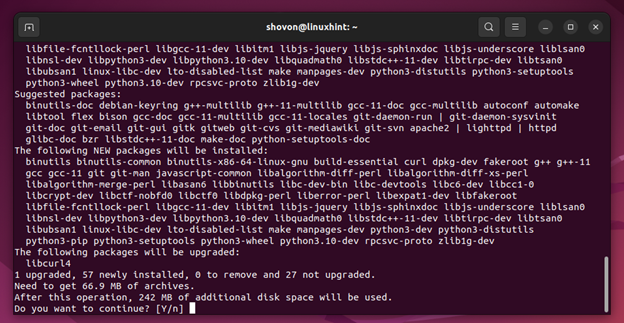 shovon@linuxhint: ~
libfile-fcntllock-perl libgcc-11-dev libitm1 libjs-jquery libjs-sphinxdoc libjs-underscore liblsan0
libnsl-dev libpython3-dev libpython3.10-dev libquadmath0 libstdc++-11-dev libtirpc-dev libtsan0
libubsan1 linux-libc-dev lto-disabled-list make manpages-dev python3-distutils python3-setuptools
python3-wheel python3.10-dev rpcsvc-proto zlib1g-dev
Suggested packages:
binutils-doc debian-keyring g++-multilib g++-11-multilib gcc-11-doc gcc-multilib autoconf automake
libtool flex bison gcc-doc gcc-11-multilib gcc-11-locales git-daemon-run | git-daemon-sysvinit
git-doc git-email git-gui gitk gitweb git-cvs git-mediawiki git-svn apache2 | lighttpd | httpd
glibc-doc bzr libstdc++-11-doc make-doc python-setuptools-doc
The following NEW packages will be installed:
binutils binutils-common binutils-x86-64-linux-gnu build-essential curl dpkg-dev fakeroot g++ g++-11
gcc gcc-11 git git-man javascript-common libalgorithm-diff-perl libalgorithm-diff-xs-perl
libalgorithm-merge-perl libasan6 libbinutils libc-dev-bin libc-devtools libc6-dev libcc1-0
libcrypt-dev libctf-nobfd0 libctf0 libdpkg-perl liberror-perl libexpat1-dev libfakeroot
libfile-fcntllock-perl libgcc-11-dev libitm1 libjs-jquery libjs-sphinxdoc libjs-underscore liblsan0
libnsl-dev libpython3-dev libpython3.10-dev libquadmath0 libstdc++-11-dev libtirpc-dev libtsan0
libubsan1 linux-libc-dev lto-disabled-list make manpages-dev python3-dev python3-distutils
python3-pip python3-setuptools python3-wheel python3.10-dev rpcsvc-proto zlib1g-dev
The following packages will be upgraded:
libcurl4
1 upgraded, 57 newly installed, 0 to remove and 27 not upgraded.
Need to get 66.9 MB of archives.
After this operation, 242 MB of additional disk space will be used.
Do you want to continue? [Y/n]